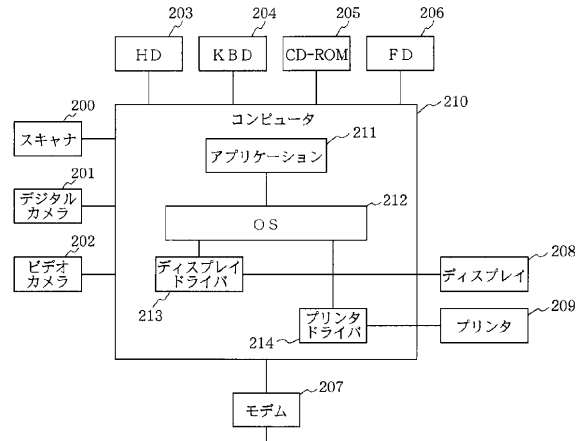 203
204
205
206
HD
KBD
CD-ROM
FD
210
コンピュータ
200
スキャナ
211
アプリケーション
201
デジタル
カメラ
212
OS
202
ビデオ
カメラ
ディスプレイ
ドライバ
213
208
ディスプレイ
プリンタ
ドライバ
214
209
プリンタ
207
モデム